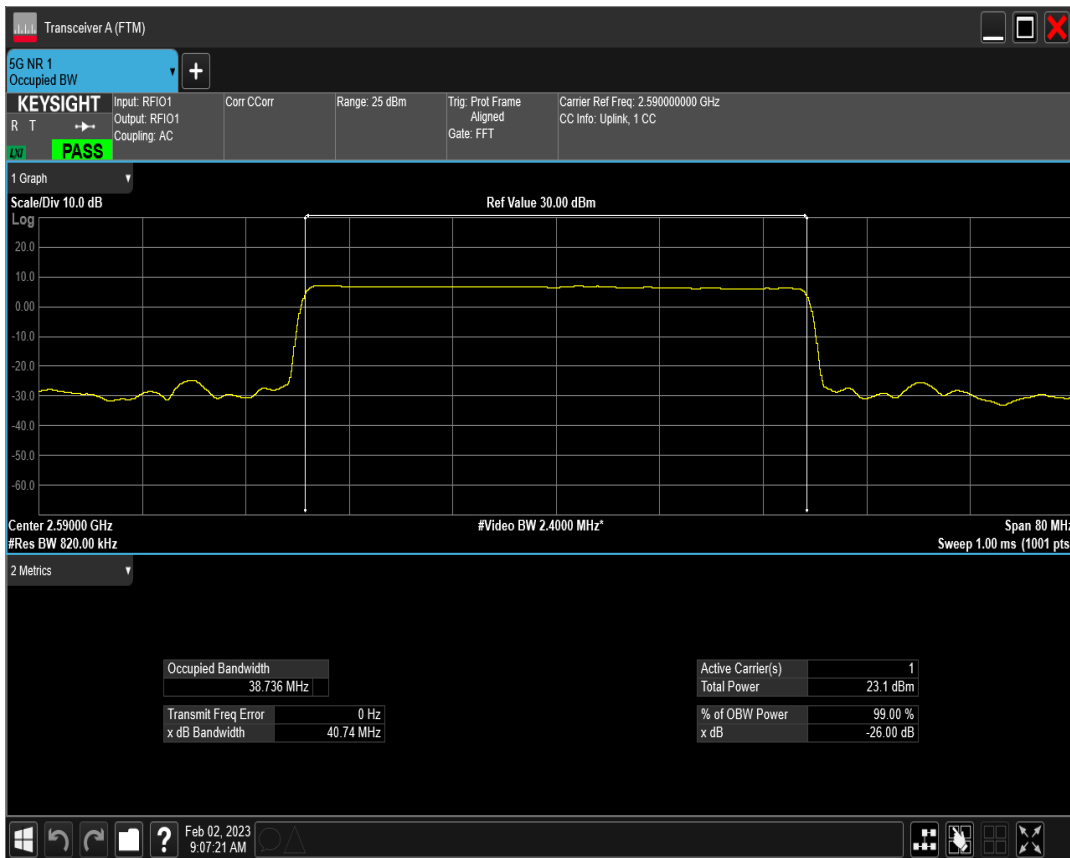 Transceiver A (FTM)
5G NR 1
Occupied BW
+
KEYSIGHT
R T
LXI
PASS
Input: RFIO1
Output: RFIO1
Coupling: AC
Corr CCorr
Range: 25 dBm
Trig: Prot Frame
Aligned
Gate: FFT
Carrier Ref Freq: 2.590000000 GHz
CC Info: Uplink, 1 CC
1 Graph
Scale/Div 10.0 dB
Ref Value 30.00 dBm
Log
20.0
10.0
0.00
-10.0
-20.0
-30.0
-40.0
-50.0
-60.0
Center 2.59000 GHz
#Video BW 2.4000 MHz*
Span 80 MHz
#Res BW 820.00 kHz
Sweep 1.00 ms (1001 pts
2 Metrics
Occupied Bandwidth
38.736 MHz
Transmit Freq Error 0 Hz
x dB Bandwidth 40.74 MHz
Active Carrier(s) 1
Total Power 23.1 dBm
% of OBW Power 99.00 %
x dB -26.00 dB
?
Feb 02, 2023
9:07:21 AM